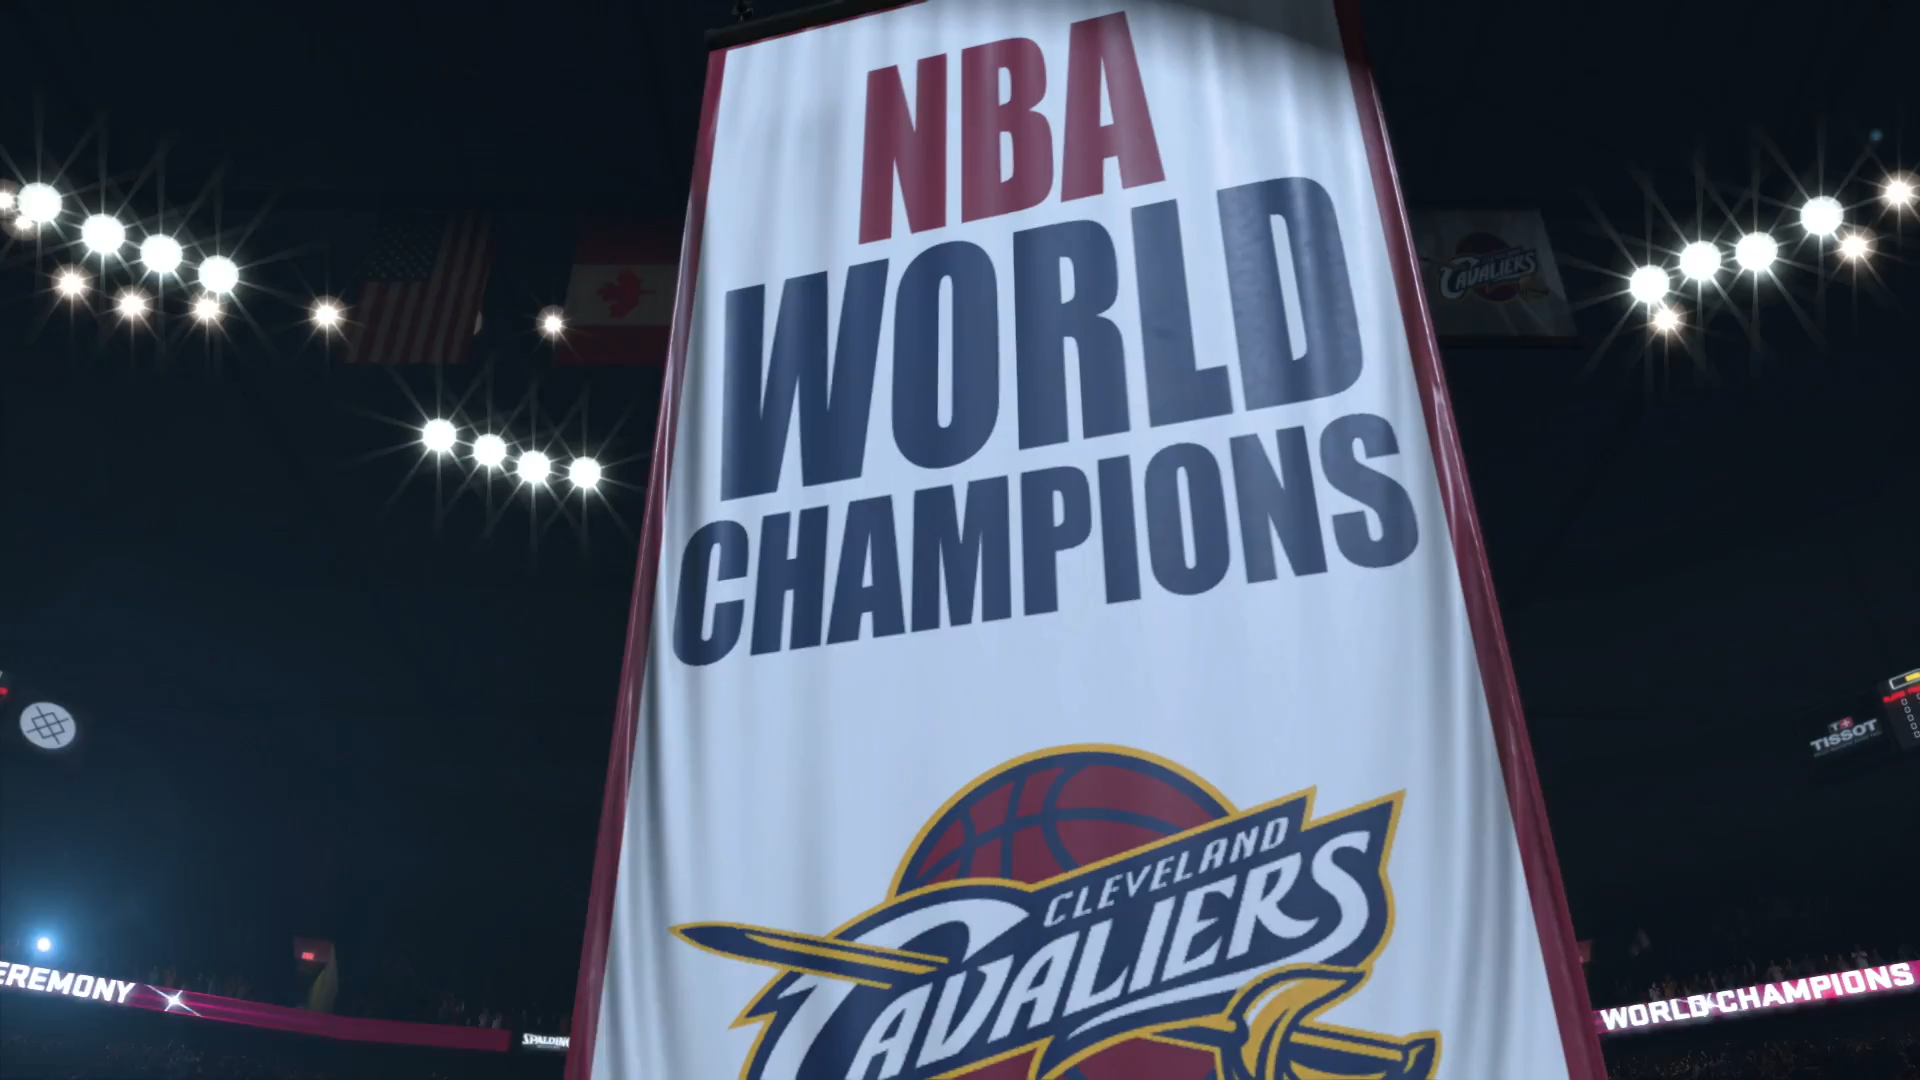 NBA
WORLD
CHAMPIONS
CAVALIERS
TISSOT
CLEVELAND
CAVALIERS
EREMONY
SPALDING
WORLD CHAMPIONS